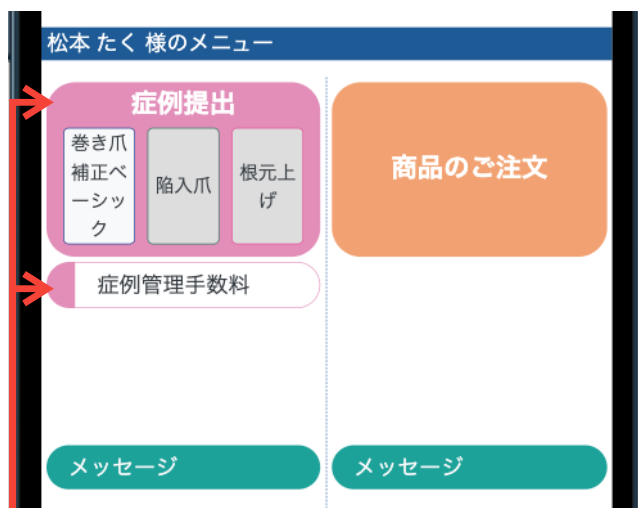 松本 たく 様のメニュー
症例提出
巻き爪
補正ベ
ーシッ
ク
陥入爪
根元上
げ
商品のご注文
症例管理手数料
メッセージ
メッセージ